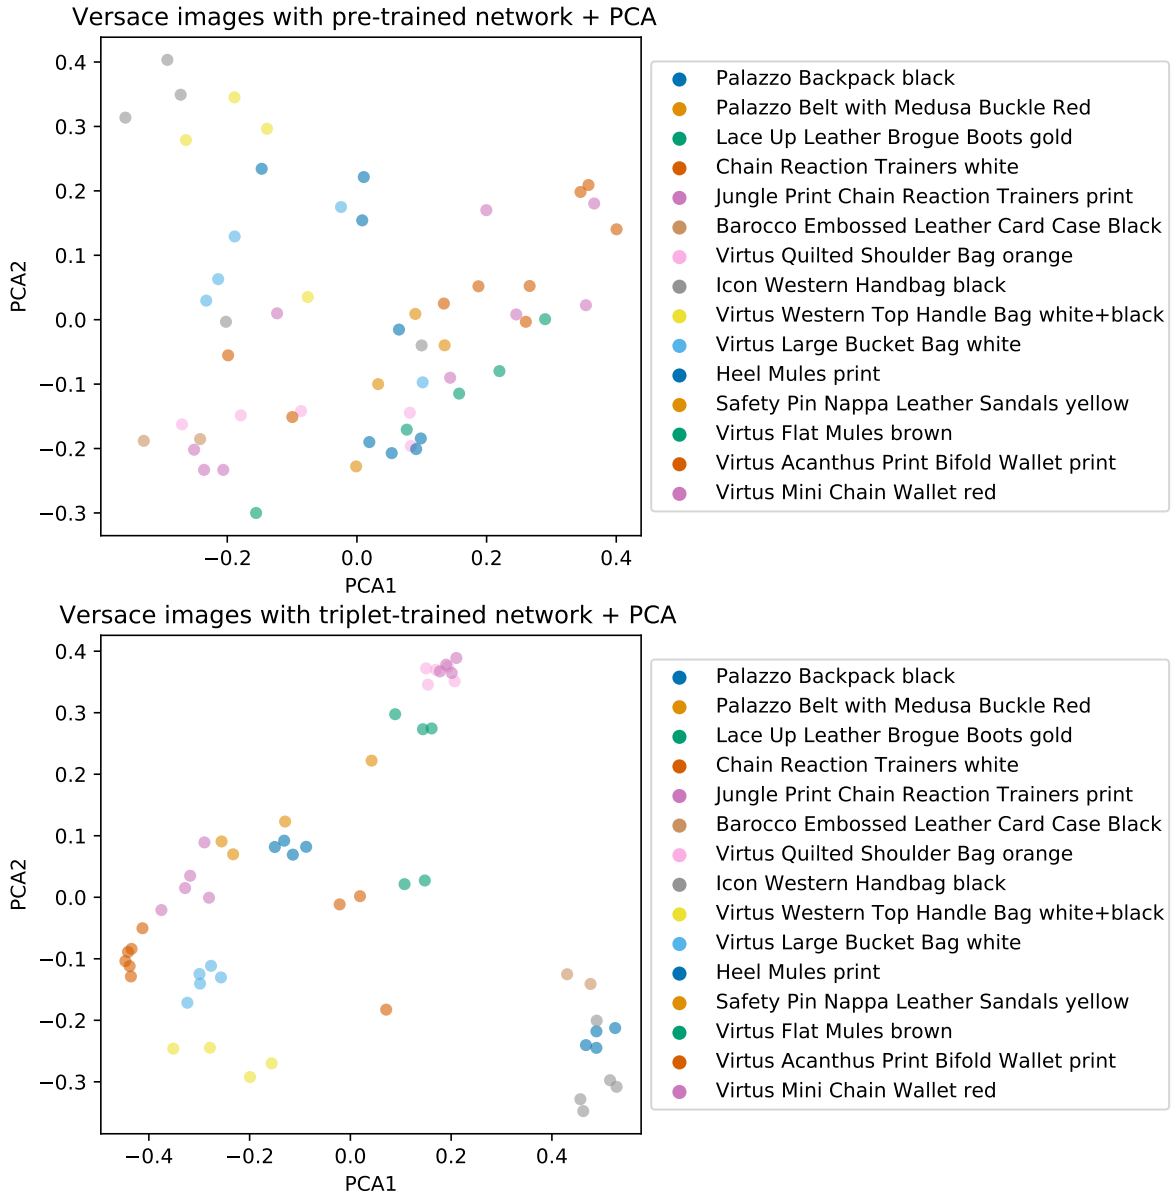 Versace images with pre-trained network + PCA
0.4
0.3
0.2
0.1
0.0
−0.1
−0.2
−0.3
PCA2
−0.2
0.0
0.2
0.4
PCA1
Palazzo Backpack black
Palazzo Belt with Medusa Buckle Red
Lace Up Leather Brogue Boots gold
Chain Reaction Trainers white
Jungle Print Chain Reaction Trainers print
Barocco Embossed Leather Card Case Black
Virtus Quilted Shoulder Bag orange
Icon Western Handbag black
Virtus Western Top Handle Bag white+black
Virtus Large Bucket Bag white
Heel Mules print
Safety Pin Nappa Leather Sandals yellow
Virtus Flat Mules brown
Virtus Acanthus Print Bifold Wallet print
Virtus Mini Chain Wallet red
Versace images with triplet-trained network + PCA
0.4
0.3
0.2
0.1
0.0
−0.1
−0.2
−0.3
PCA2
−0.4
−0.2
0.0
0.2
0.4
PCA1
Palazzo Backpack black
Palazzo Belt with Medusa Buckle Red
Lace Up Leather Brogue Boots gold
Chain Reaction Trainers white
Jungle Print Chain Reaction Trainers print
Barocco Embossed Leather Card Case Black
Virtus Quilted Shoulder Bag orange
Icon Western Handbag black
Virtus Western Top Handle Bag white+black
Virtus Large Bucket Bag white
Heel Mules print
Safety Pin Nappa Leather Sandals yellow
Virtus Flat Mules brown
Virtus Acanthus Print Bifold Wallet print
Virtus Mini Chain Wallet red